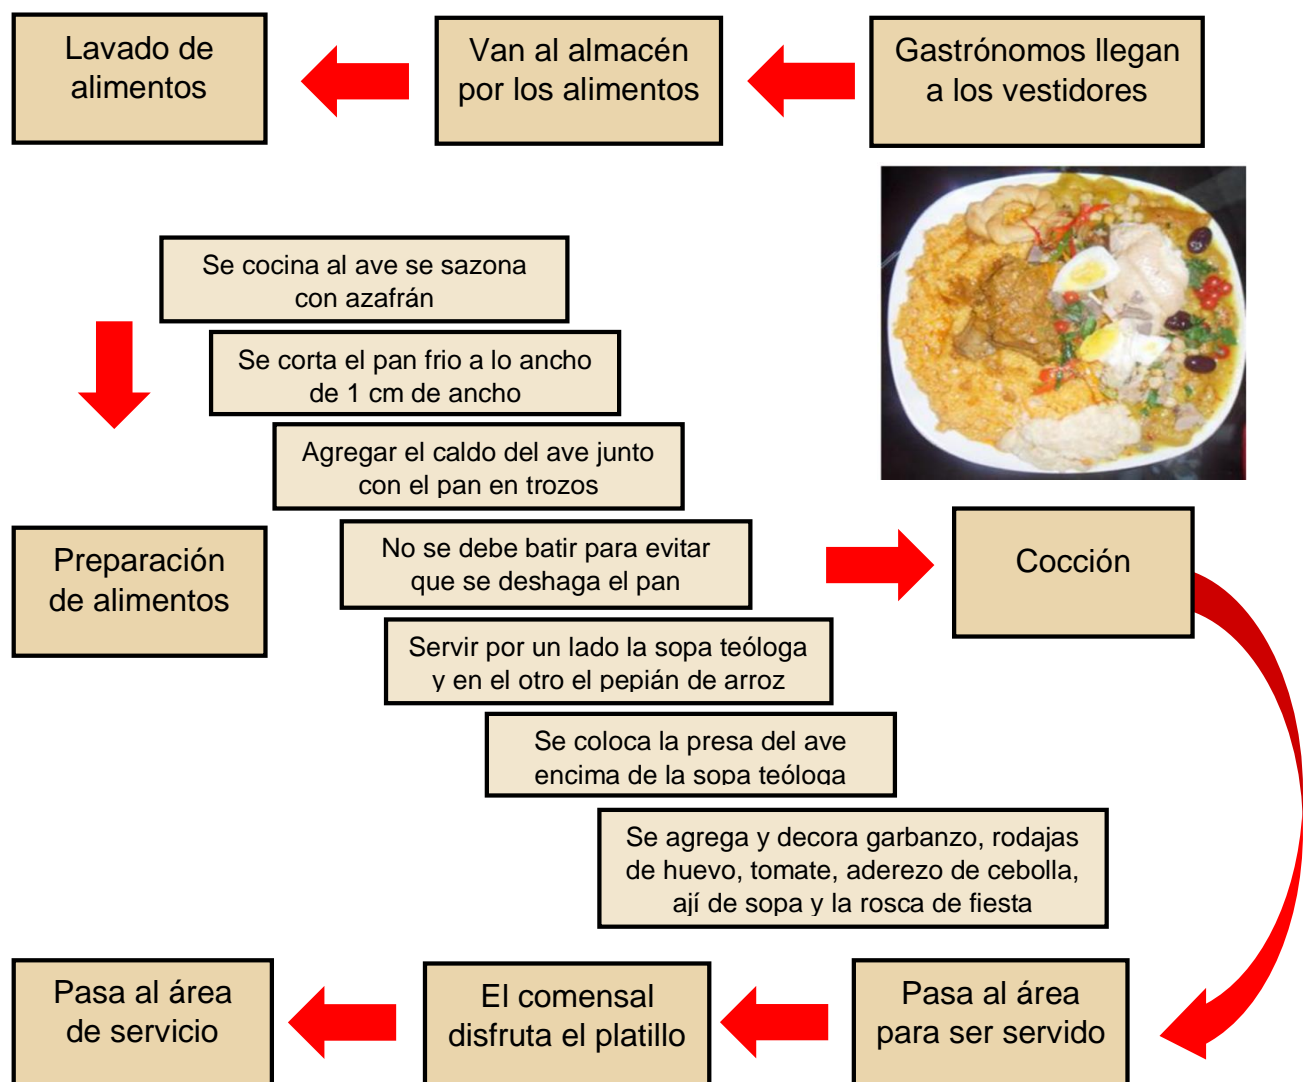 Lavado de
alimentos
Van al almacén
por los alimentos
Gastrónomos llegan
a los vestidores
Se cocina al ave se sazona
con azafrán
Se corta el pan frio a lo ancho
de 1 cm de ancho
Agregar el caldo del ave junto
con el pan en trozos
No se debe batir para evitar
que se deshaga el pan
Servir por un lado la sopa teóloga
y en el otro el pepián de arroz
Se coloca la presa del ave
encima de la sopa teóloga
Se agrega y decora garbanzo, rodajas
de huevo, tomate, aderezo de cebolla,
ají de sopa y la rosca de fiesta
Preparación
de alimentos
Cocción
Pasa al área
de servicio
El comensal
disfruta el platillo
Pasa al área
para ser servido